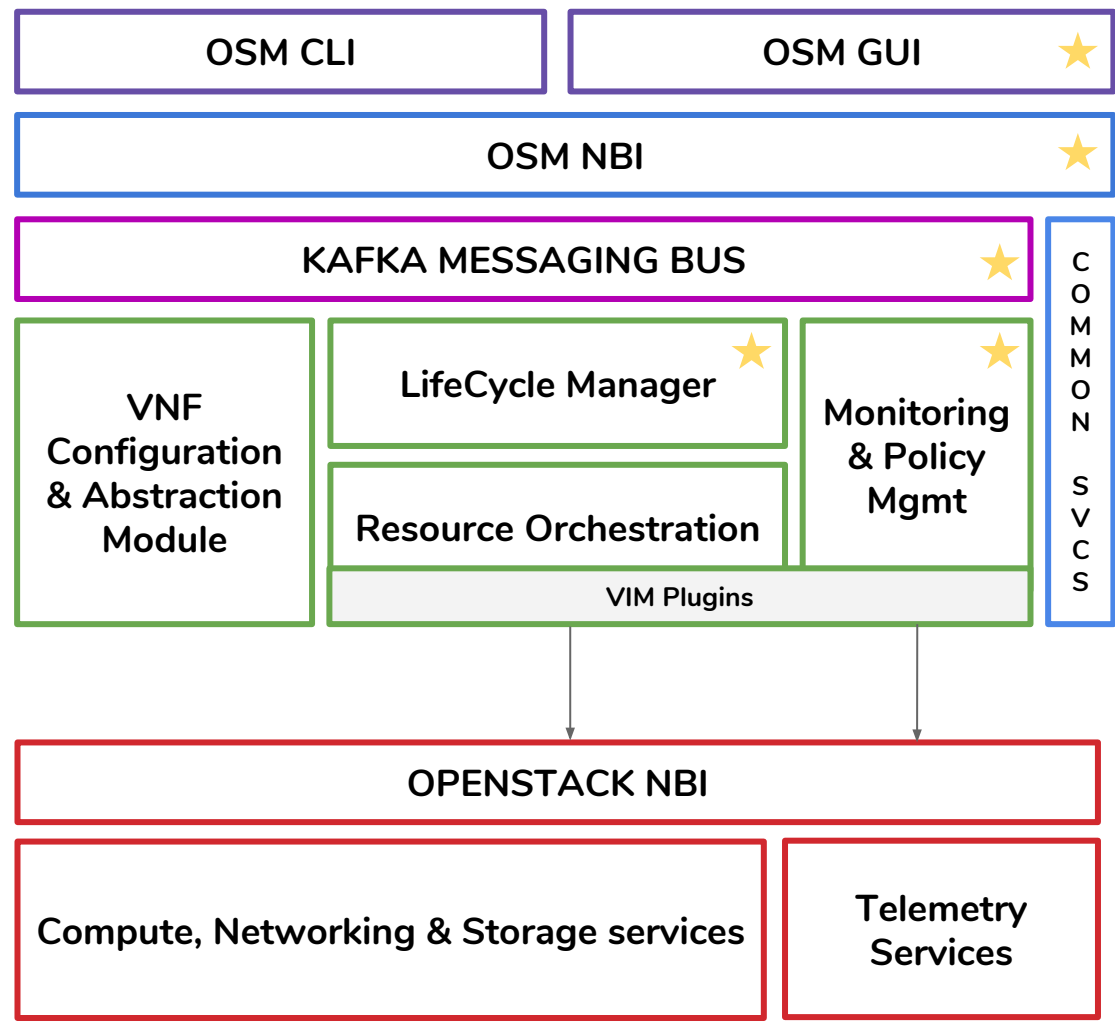 OSM CLI
OSM GUI
OSM NBI
KAFKA MESSAGING BUS
VNF
Configuration
& Abstraction
Module
LifeCycle Manager
Resource Orchestration
Monitoring
& Policy
Mgmt
VIM Plugins
C
O
M
M
O
N
S
V
C
S
OPENSTACK NBI
Compute, Networking & Storage services
Telemetry
Services